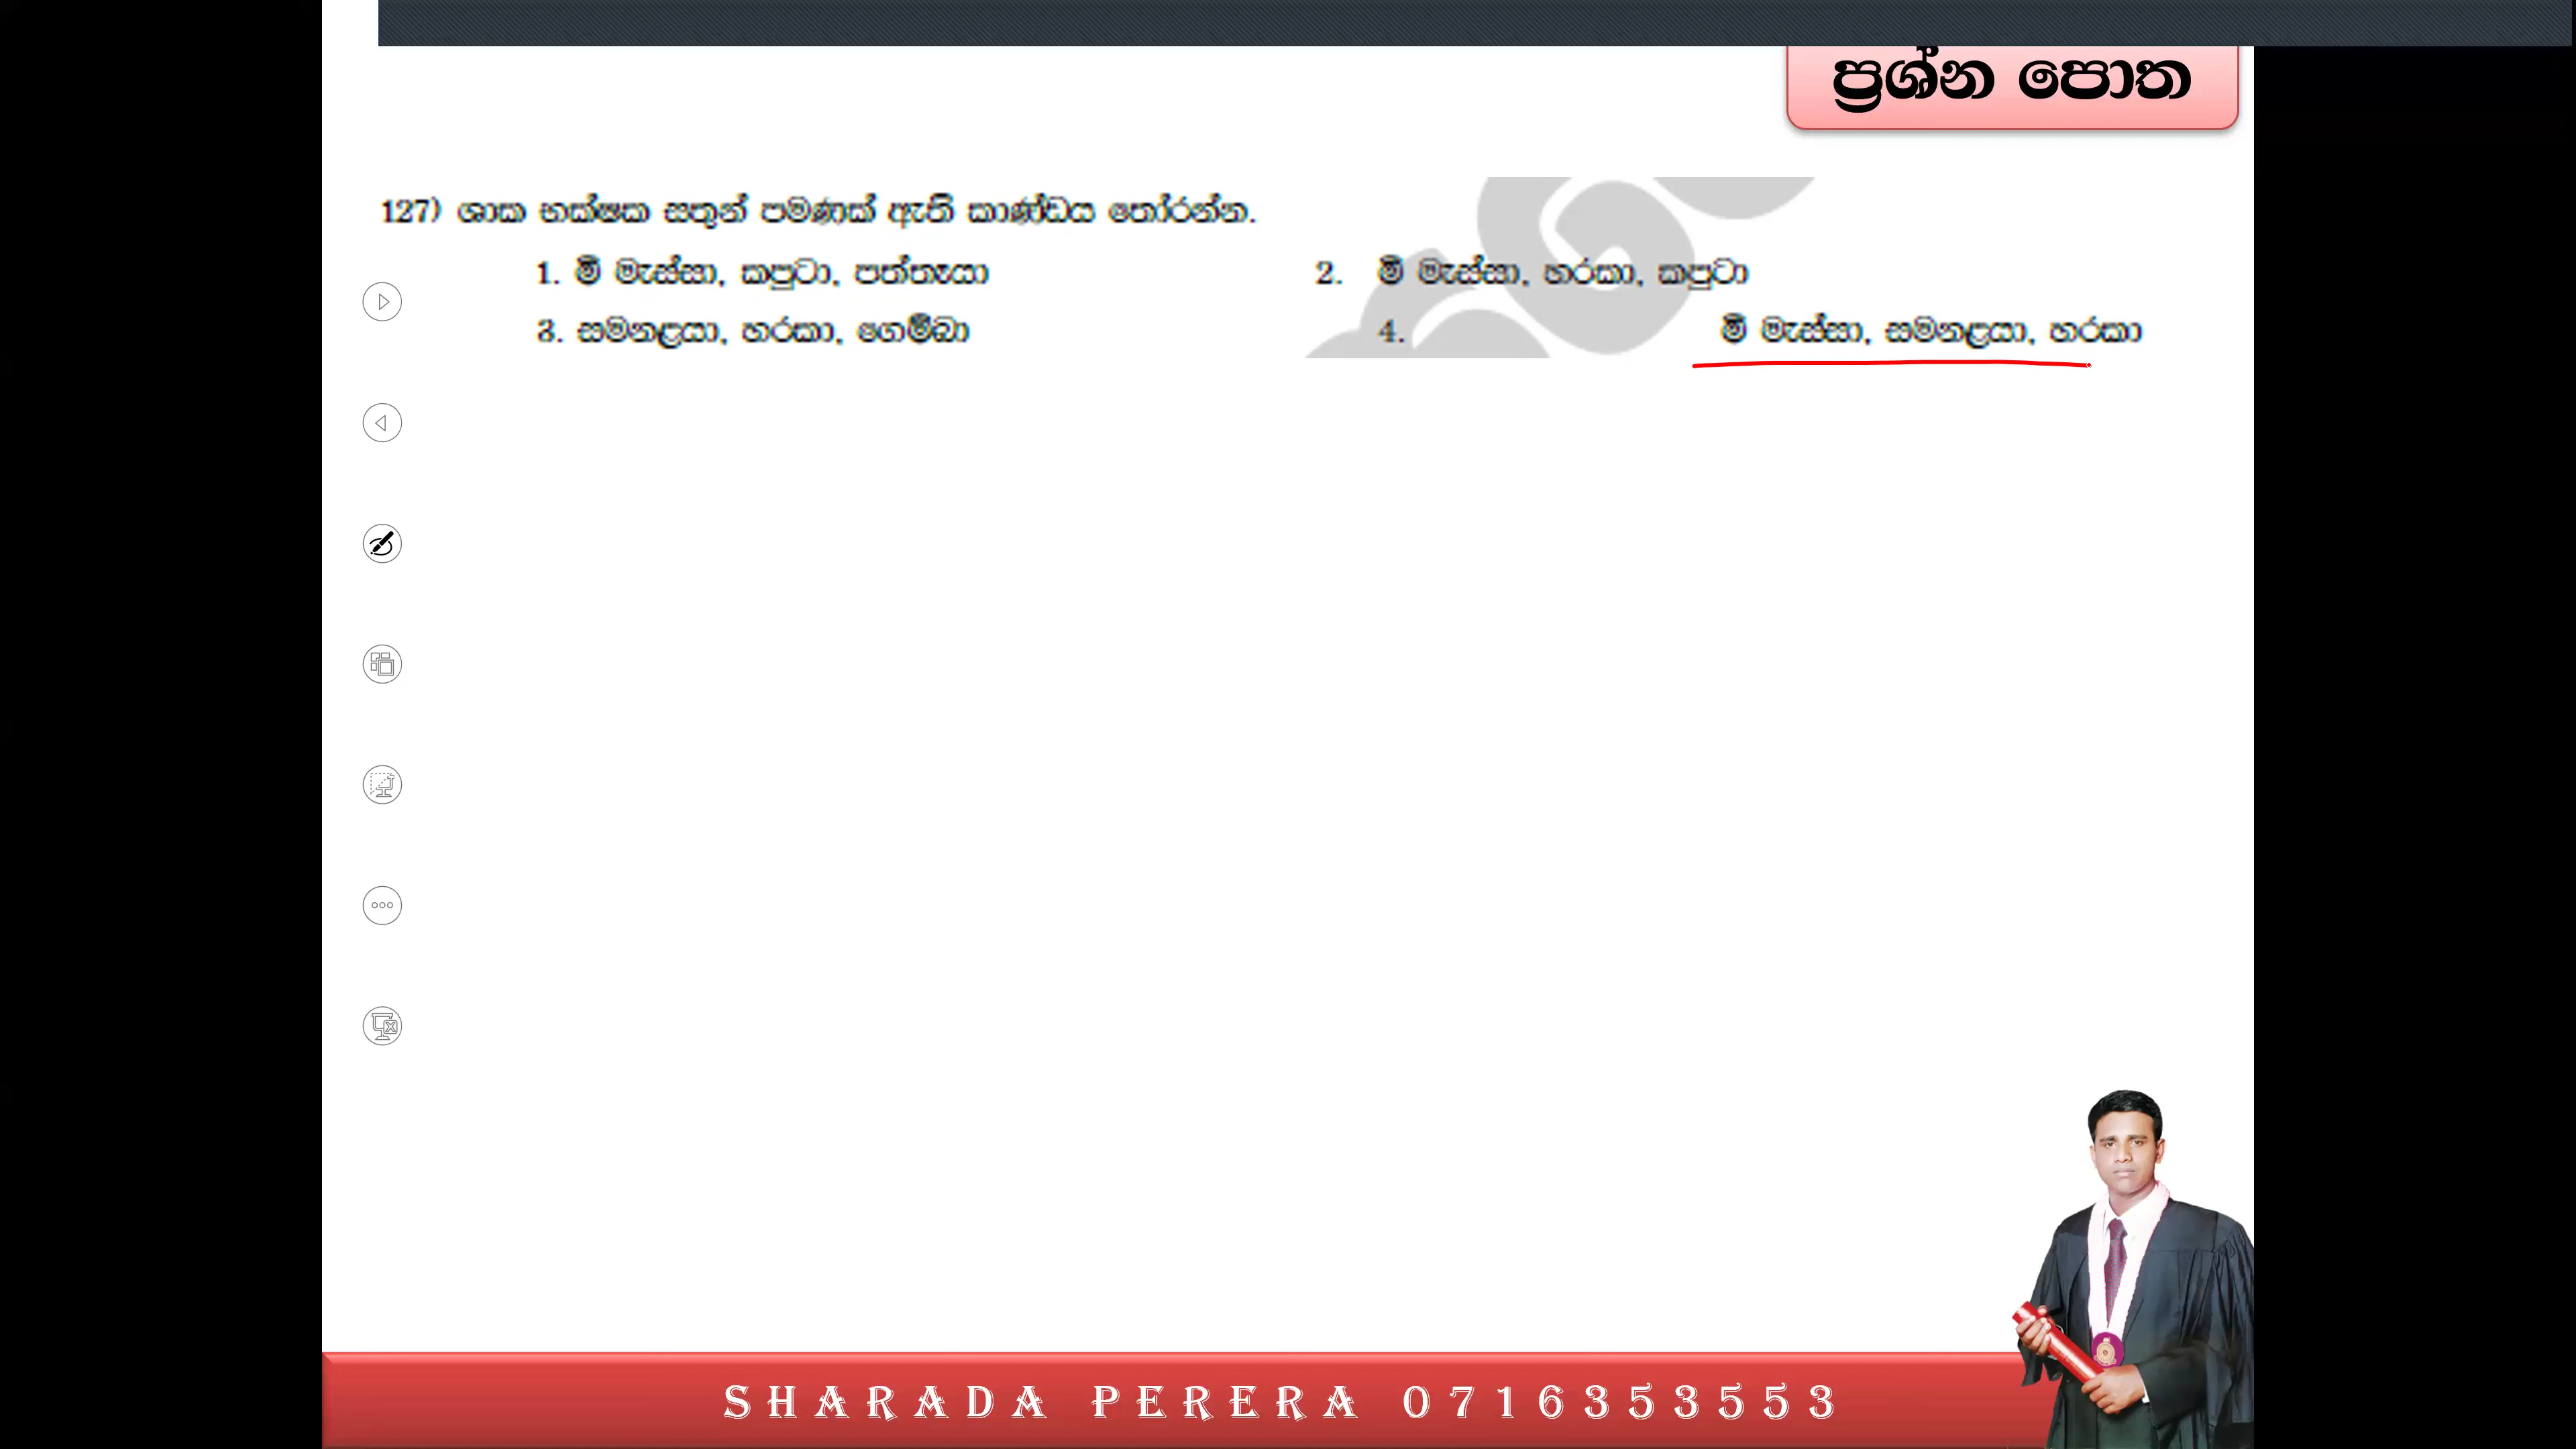 ප්‍රශ්න පොත
127) ශාක භක්ෂක සතුන් පමණක් ඇති කාණ්ඩය තෝරන්න.
1. මී මැස්සා, කපුටා, පත්තෑයා
2. මී මැස්සා, හරකා, කපුටා
3. සමනළයා, හරකා, ගෙම්බා
4. මී මැස්සා, සමනළයා, හරකා
SHARADA PERERA 0716353553